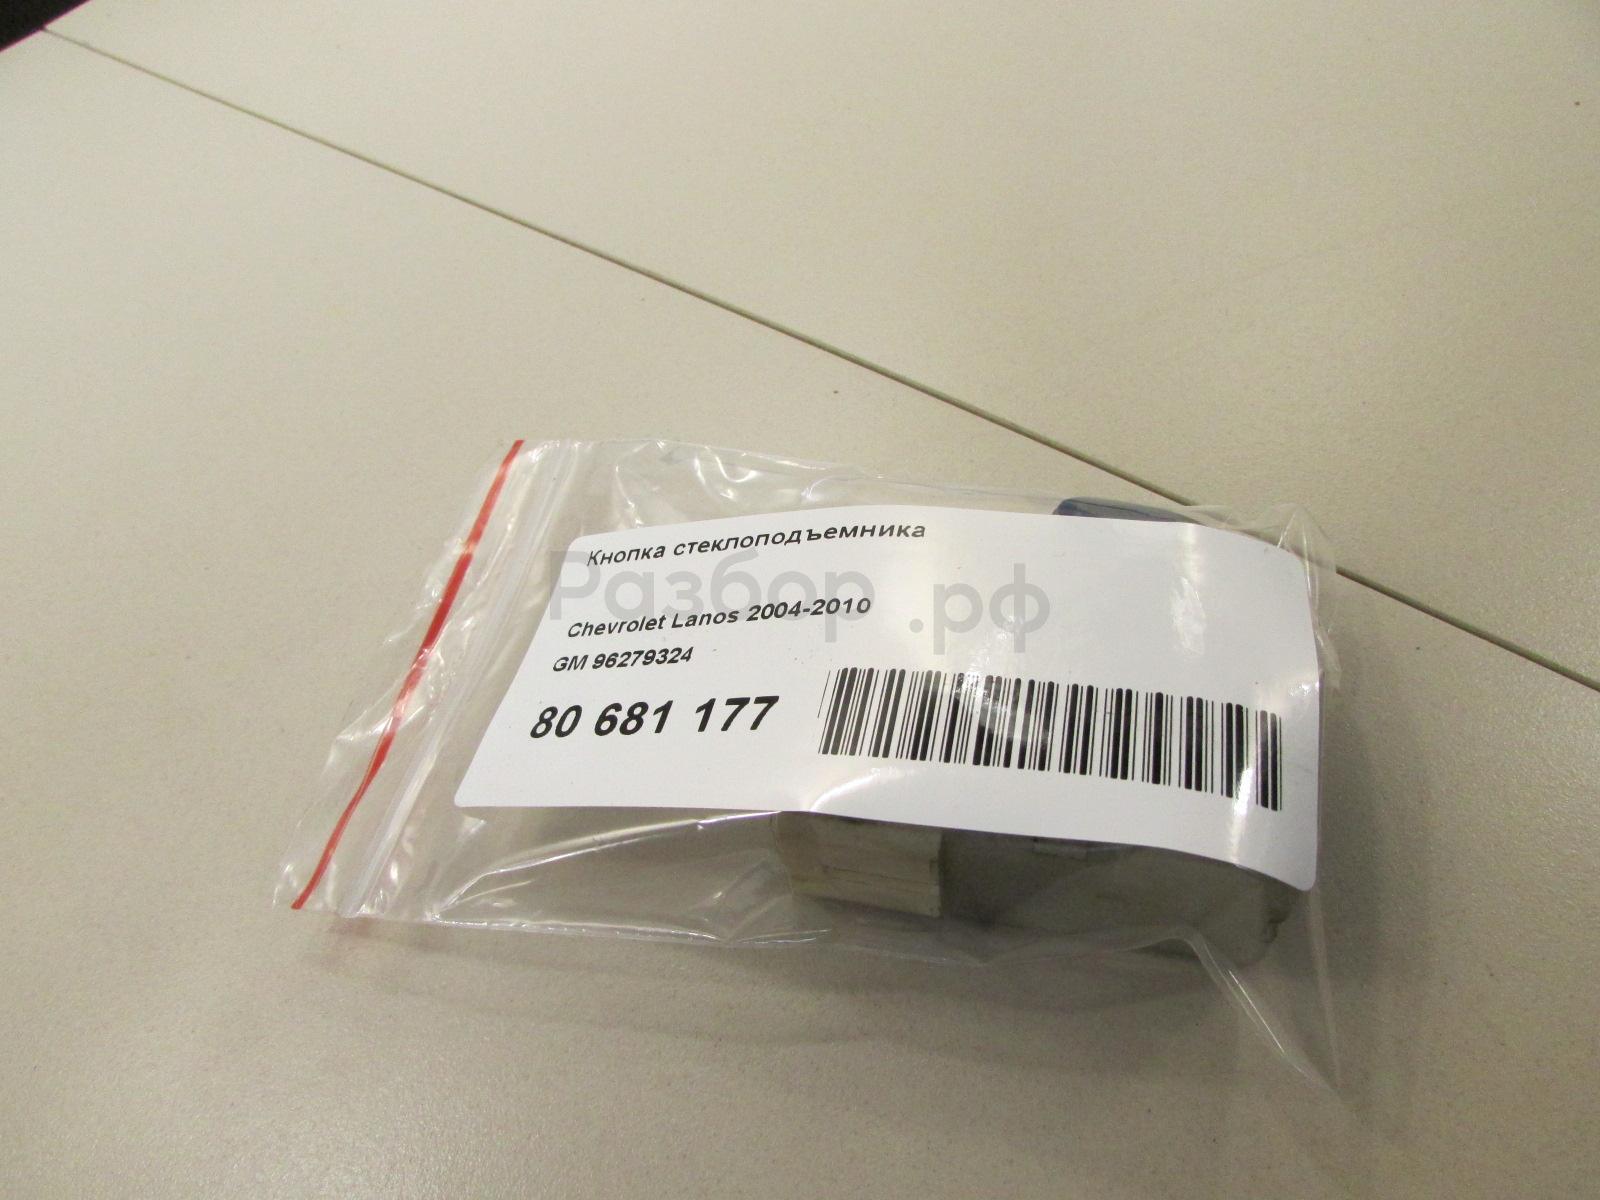 Кнопка стеклоподъемника
Разбор.рф
Chevrolet Lanos 2004-2010
GM 96279324
80 681 177